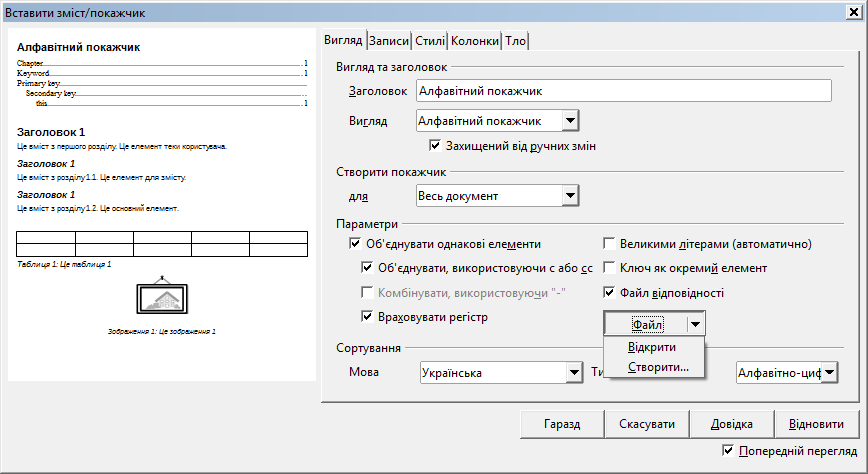 Вставити зміст/покажчик
Алфавітний покажчик
Chapter 1
Keyword 1
Primary key
Secondary key
this 1
Заголовок 1
Це вміст з першого розділу. Це елемент теки користувача.
Заголовок 1
Це вміст з розділу1.1. Це елемент для змісту.
Заголовок 1
Це вміст з розділу1.2. Це основний елемент.
Таблиця 1: Це таблиця 1
Зображення 1: Це зображення 1
Вигляд Записи Стилі Колонки Тло
Вигляд та заголовок
Заголовок Алфавітний покажчик
Вигляд Алфавітний покажчик
Захищений від ручних змін
Створити покажчик
для Весь документ
Параметри
Об'єднувати однакові елементи Великими літерами (автоматично)
Об'єднувати, використовуючи с або сс Ключ як окремий елемент
Комбінувати, використовуючи "-" Файл відповідності
Враховувати регістр Файл
Відкрити
Створити...
Сортування
Мова Українська Ти Алфавітно-циф
Гаразд Скасувати Довідка Відновити
Попередній перегляд